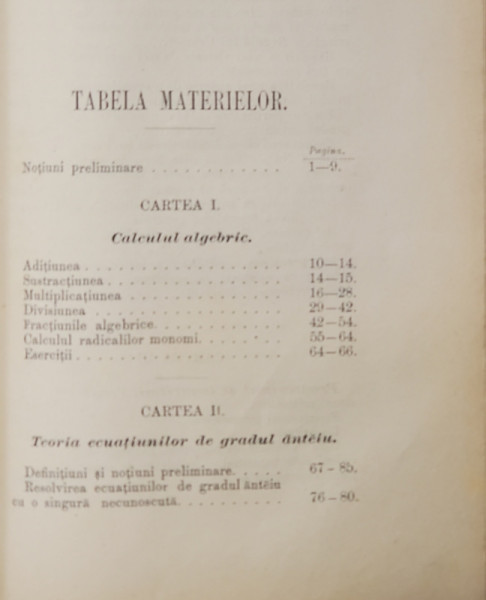 TABELA MATERIELOR.
Pagina.
Noțiuni preliminare . . . . . . . . . . . . 1—9.
CARTEA I.
Calculul algebric.
Adițiunea . . . . . . . . . . . . . . . . . . 10—14.
Sustracțiunea . . . . . . . . . . . . . . . . 14—15.
Multiplicațiunea . . . . . . . . . . . . . . 16—28.
Divisiunea . . . . . . . . . . . . . . . . . 29—42.
Fracțiunile algebrice. . . . . . . . . . . . 42—54.
Calculul radicalilor monomi. . . . . . . . 55—64.
Eserciții . . . . . . . . . . . . . . . . . . 64—66.
CARTEA II.
Teoria ecuațiunilor de gradul ântêiu.
Definițiuni și noțiuni preliminare. . . . . 67-85.
Resolvirea ecuațiunilor de gradul ântêiu
cu o singură necunoscută. . . . . . . . . . 76-80.